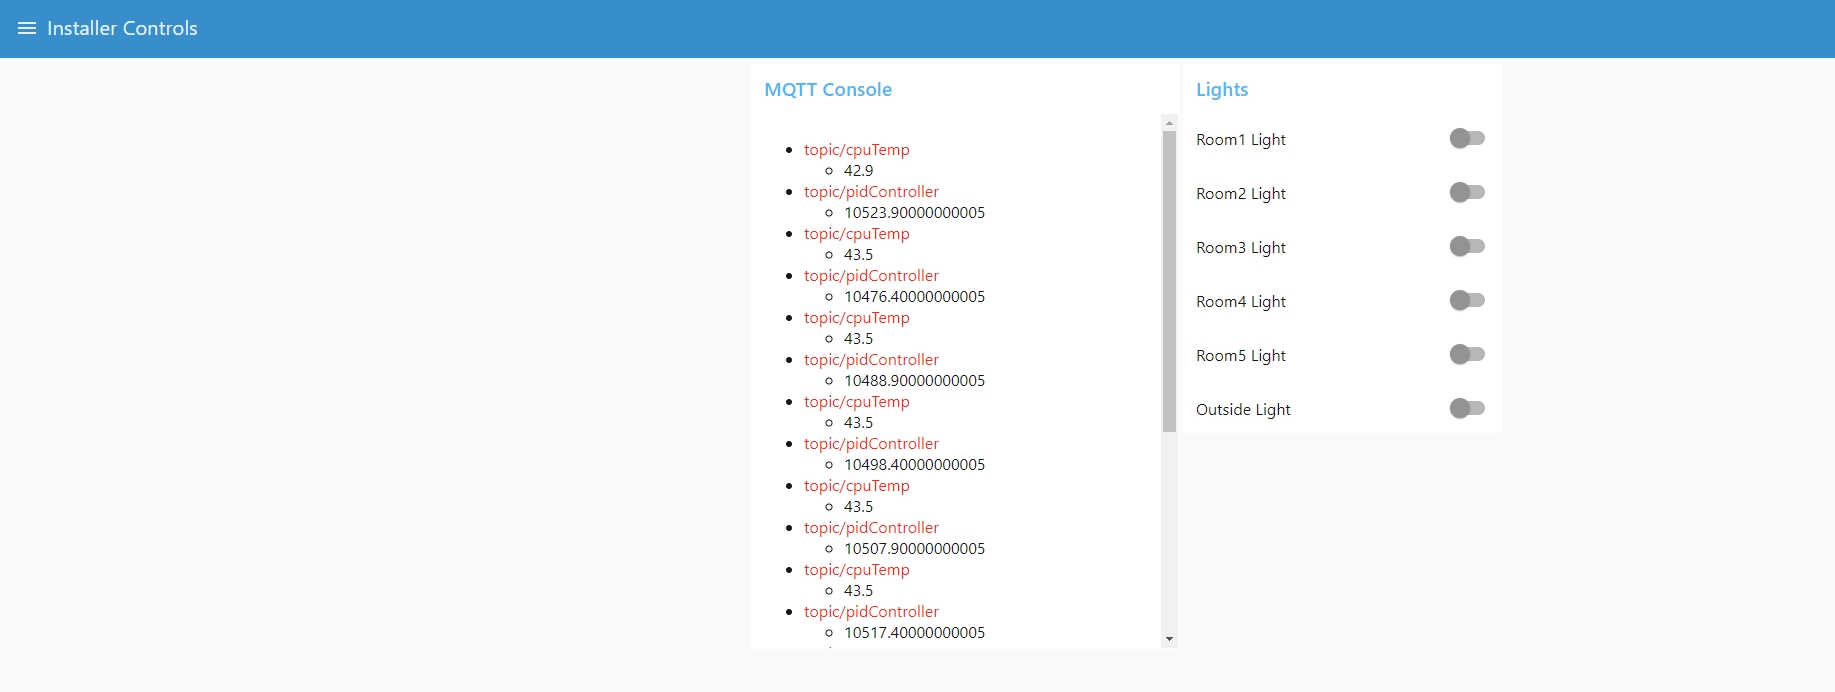 Installer Controls
MQTT Console
topic/cpuTemp
42.9
topic/pidController
10523.90000000005
topic/cpuTemp
43.5
topic/pidController
10476.40000000005
topic/cpuTemp
43.5
topic/pidController
10488.90000000005
topic/cpuTemp
43.5
topic/pidController
10498.40000000005
topic/cpuTemp
43.5
topic/pidController
10507.90000000005
topic/cpuTemp
43.5
topic/pidController
10517.40000000005
Lights
Room1 Light
Room2 Light
Room3 Light
Room4 Light
Room5 Light
Outside Light